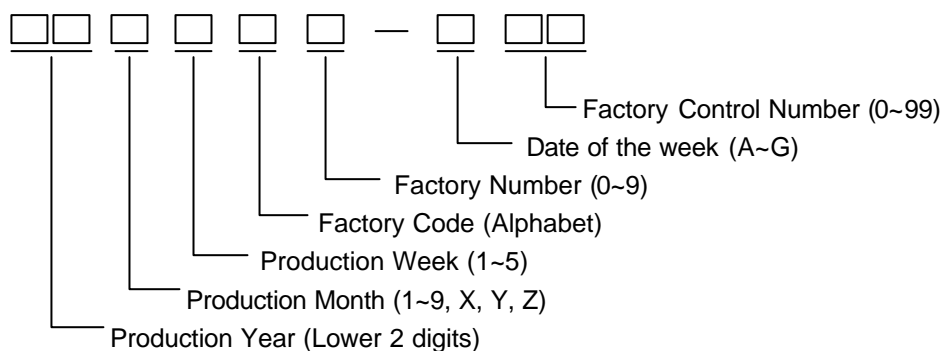 Factory Control Number (0~99)
Date of the week (A~G)
Factory Number (0~9)
Factory Code (Alphabet)
Production Week (1~5)
Production Month (1~9, X, Y, Z)
Production Year (Lower 2 digits)